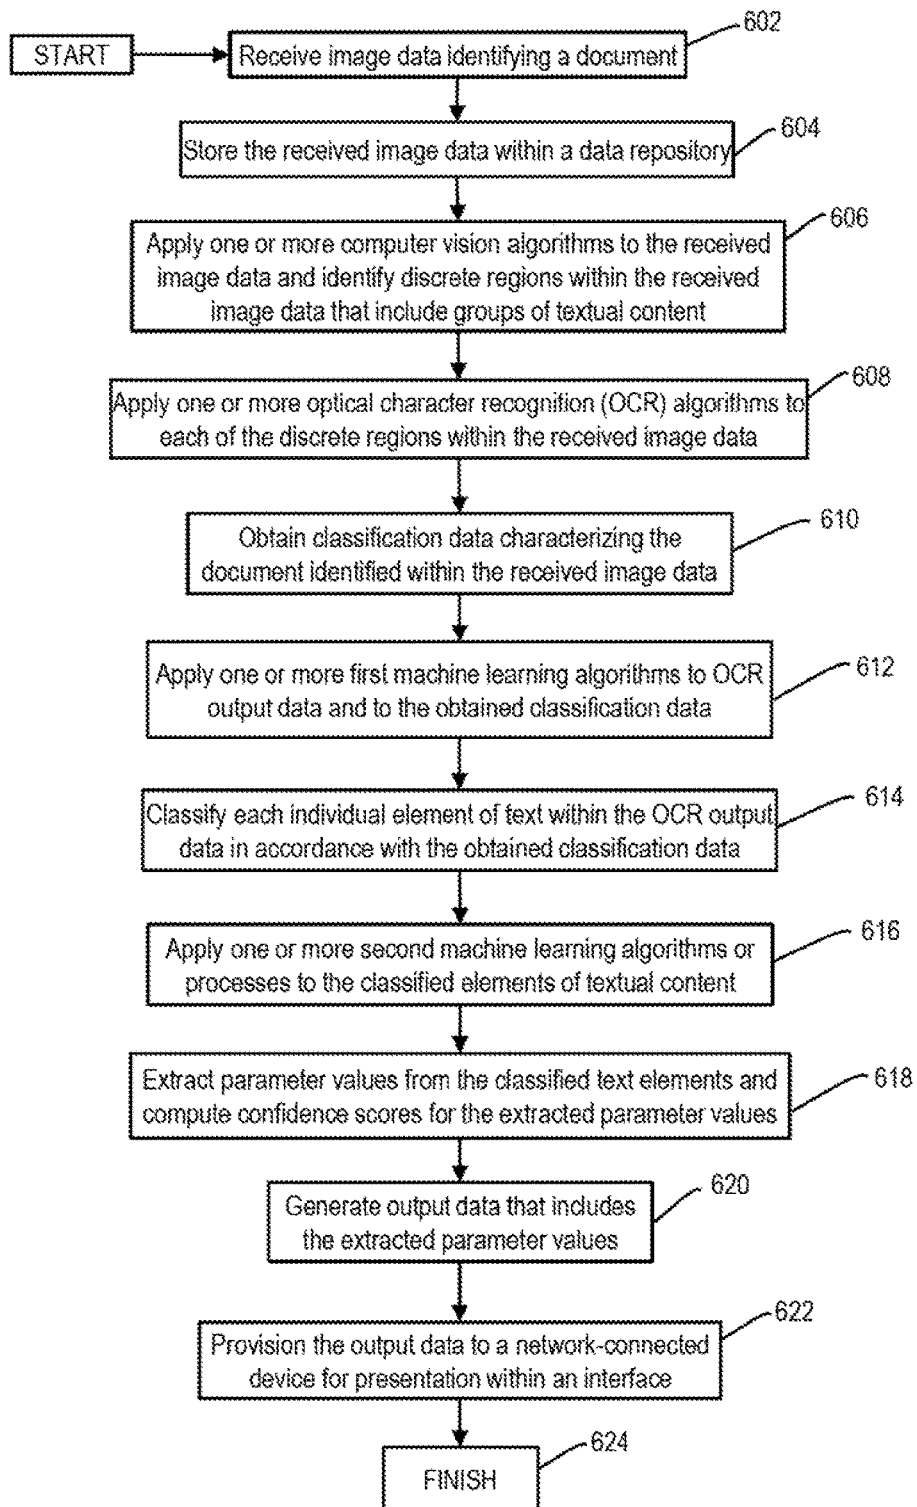 602
START
Receive image data identifying a document
604
Store the received image data within a data repository
606
Apply one or more computer vision algorithms to the received
image data and identify discrete regions within the received
image data that include groups of textual content
608
Apply one or more optical character recognition (OCR) algorithms to
each of the discrete regions within the received image data
610
Obtain classification data characterizing the
document identified within the received image data
612
Apply one or more first machine learning algorithms to OCR
output data and to the obtained classification data
614
Classify each individual element of text within the OCR output
data in accordance with the obtained classification data
616
Apply one or more second machine learning algorithms or
processes to the classified elements of textual content
618
Extract parameter values from the classified text elements and
compute confidence scores for the extracted parameter values
620
Generate output data that includes
the extracted parameter values
622
Provision the output data to a network-connected
device for presentation within an interface
624
FINISH